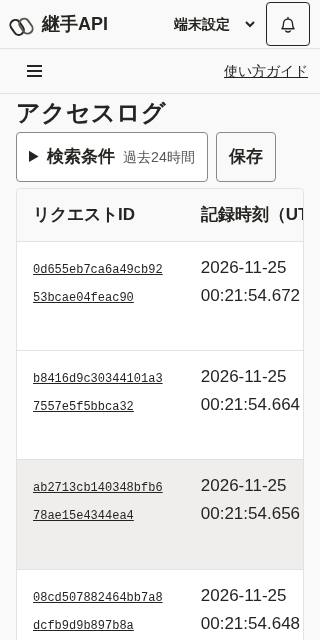 継手API 端末設定
使い方ガイド
アクセスログ
▶ 検索条件 過去24時間 保存
リクエストID 記録時刻（UT
0d655eb7ca6a49cb92 2026-11-25
53bcae04feac90 00:21:54.672
b8416d9c30344101a3 2026-11-25
7557e5f5bbca32 00:21:54.664
ab2713cb140348bfb6 2026-11-25
78ae15e4344ea4 00:21:54.656
08cd507882464bb7a8 2026-11-25
dcfb9d9b897b8a 00:21:54.648